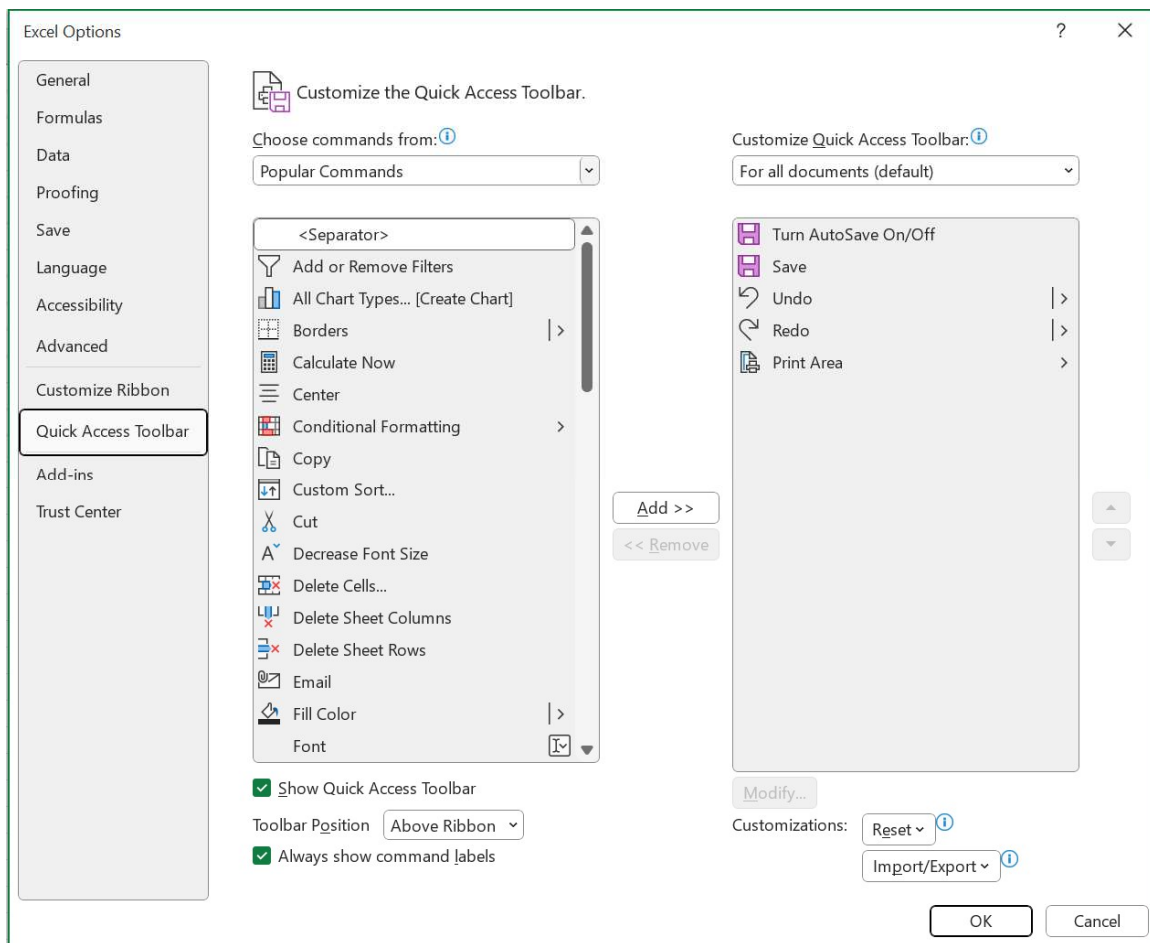 Excel Options
?
General
Formulas
Data
Proofing
Save
Language
Accessibility
Advanced
Customize Ribbon
Quick Access Toolbar
Add-ins
Trust Center
Customize the Quick Access Toolbar.
Choose commands from:
Popular Commands
<Separator>
Add or Remove Filters
All Chart Types... [Create Chart]
Borders
Calculate Now
Center
Conditional Formatting
Copy
Custom Sort...
Cut
Decrease Font Size
Delete Cells...
Delete Sheet Columns
Delete Sheet Rows
Email
Fill Color
Font
Show Quick Access Toolbar
Toolbar Position Above Ribbon
Always show command labels
Add >>
<< Remove
Customize Quick Access Toolbar:
For all documents (default)
Turn AutoSave On/Off
Save
Undo
Redo
Print Area
Modify...
Customizations: Reset
Import/Export
OK Cancel